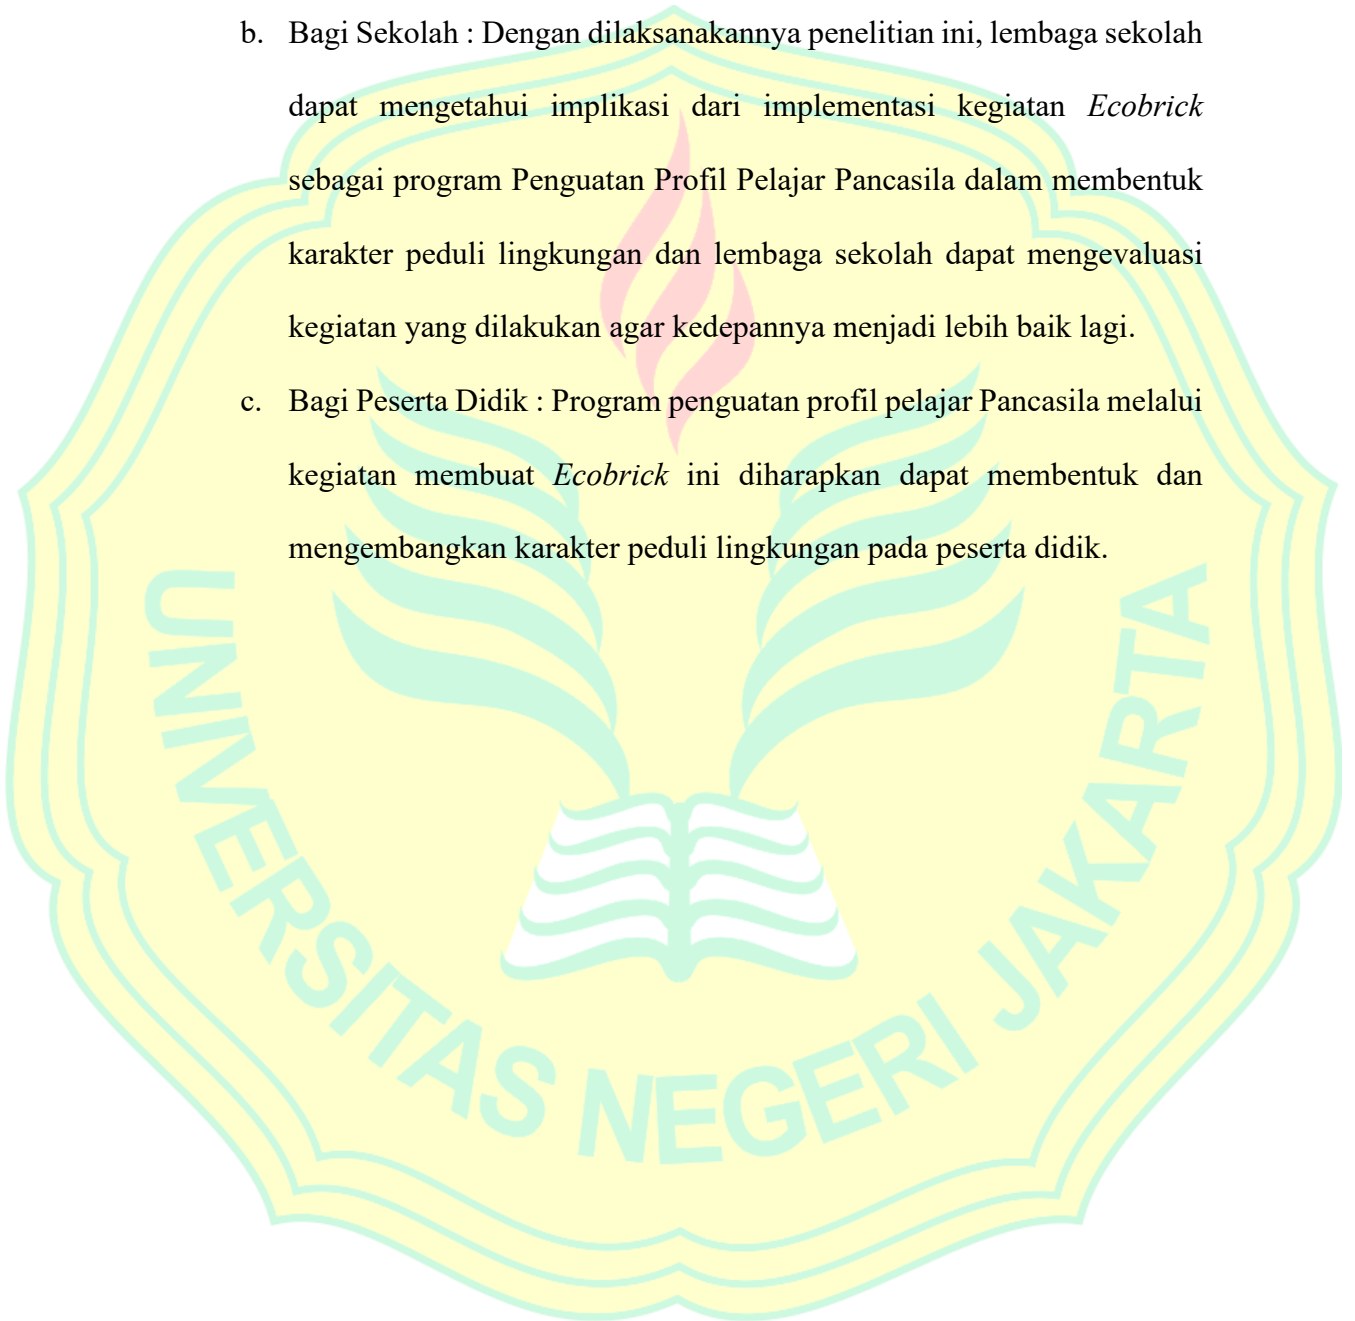 b. Bagi Sekolah : Dengan dilaksanakannya penelitian ini, lembaga sekolah
dapat mengetahui implikasi dari implementasi kegiatan Ecobrick
sebagai program Penguatan Profil Pelajar Pancasila dalam membentuk
karakter peduli lingkungan dan lembaga sekolah dapat mengevaluasi
kegiatan yang dilakukan agar kedepannya menjadi lebih baik lagi.
c. Bagi Peserta Didik : Program penguatan profil pelajar Pancasila melalui
kegiatan membuat Ecobrick ini diharapkan dapat membentuk dan
mengembangkan karakter peduli lingkungan pada peserta didik.
UNIVERSITAS NEGERI JAKARTA